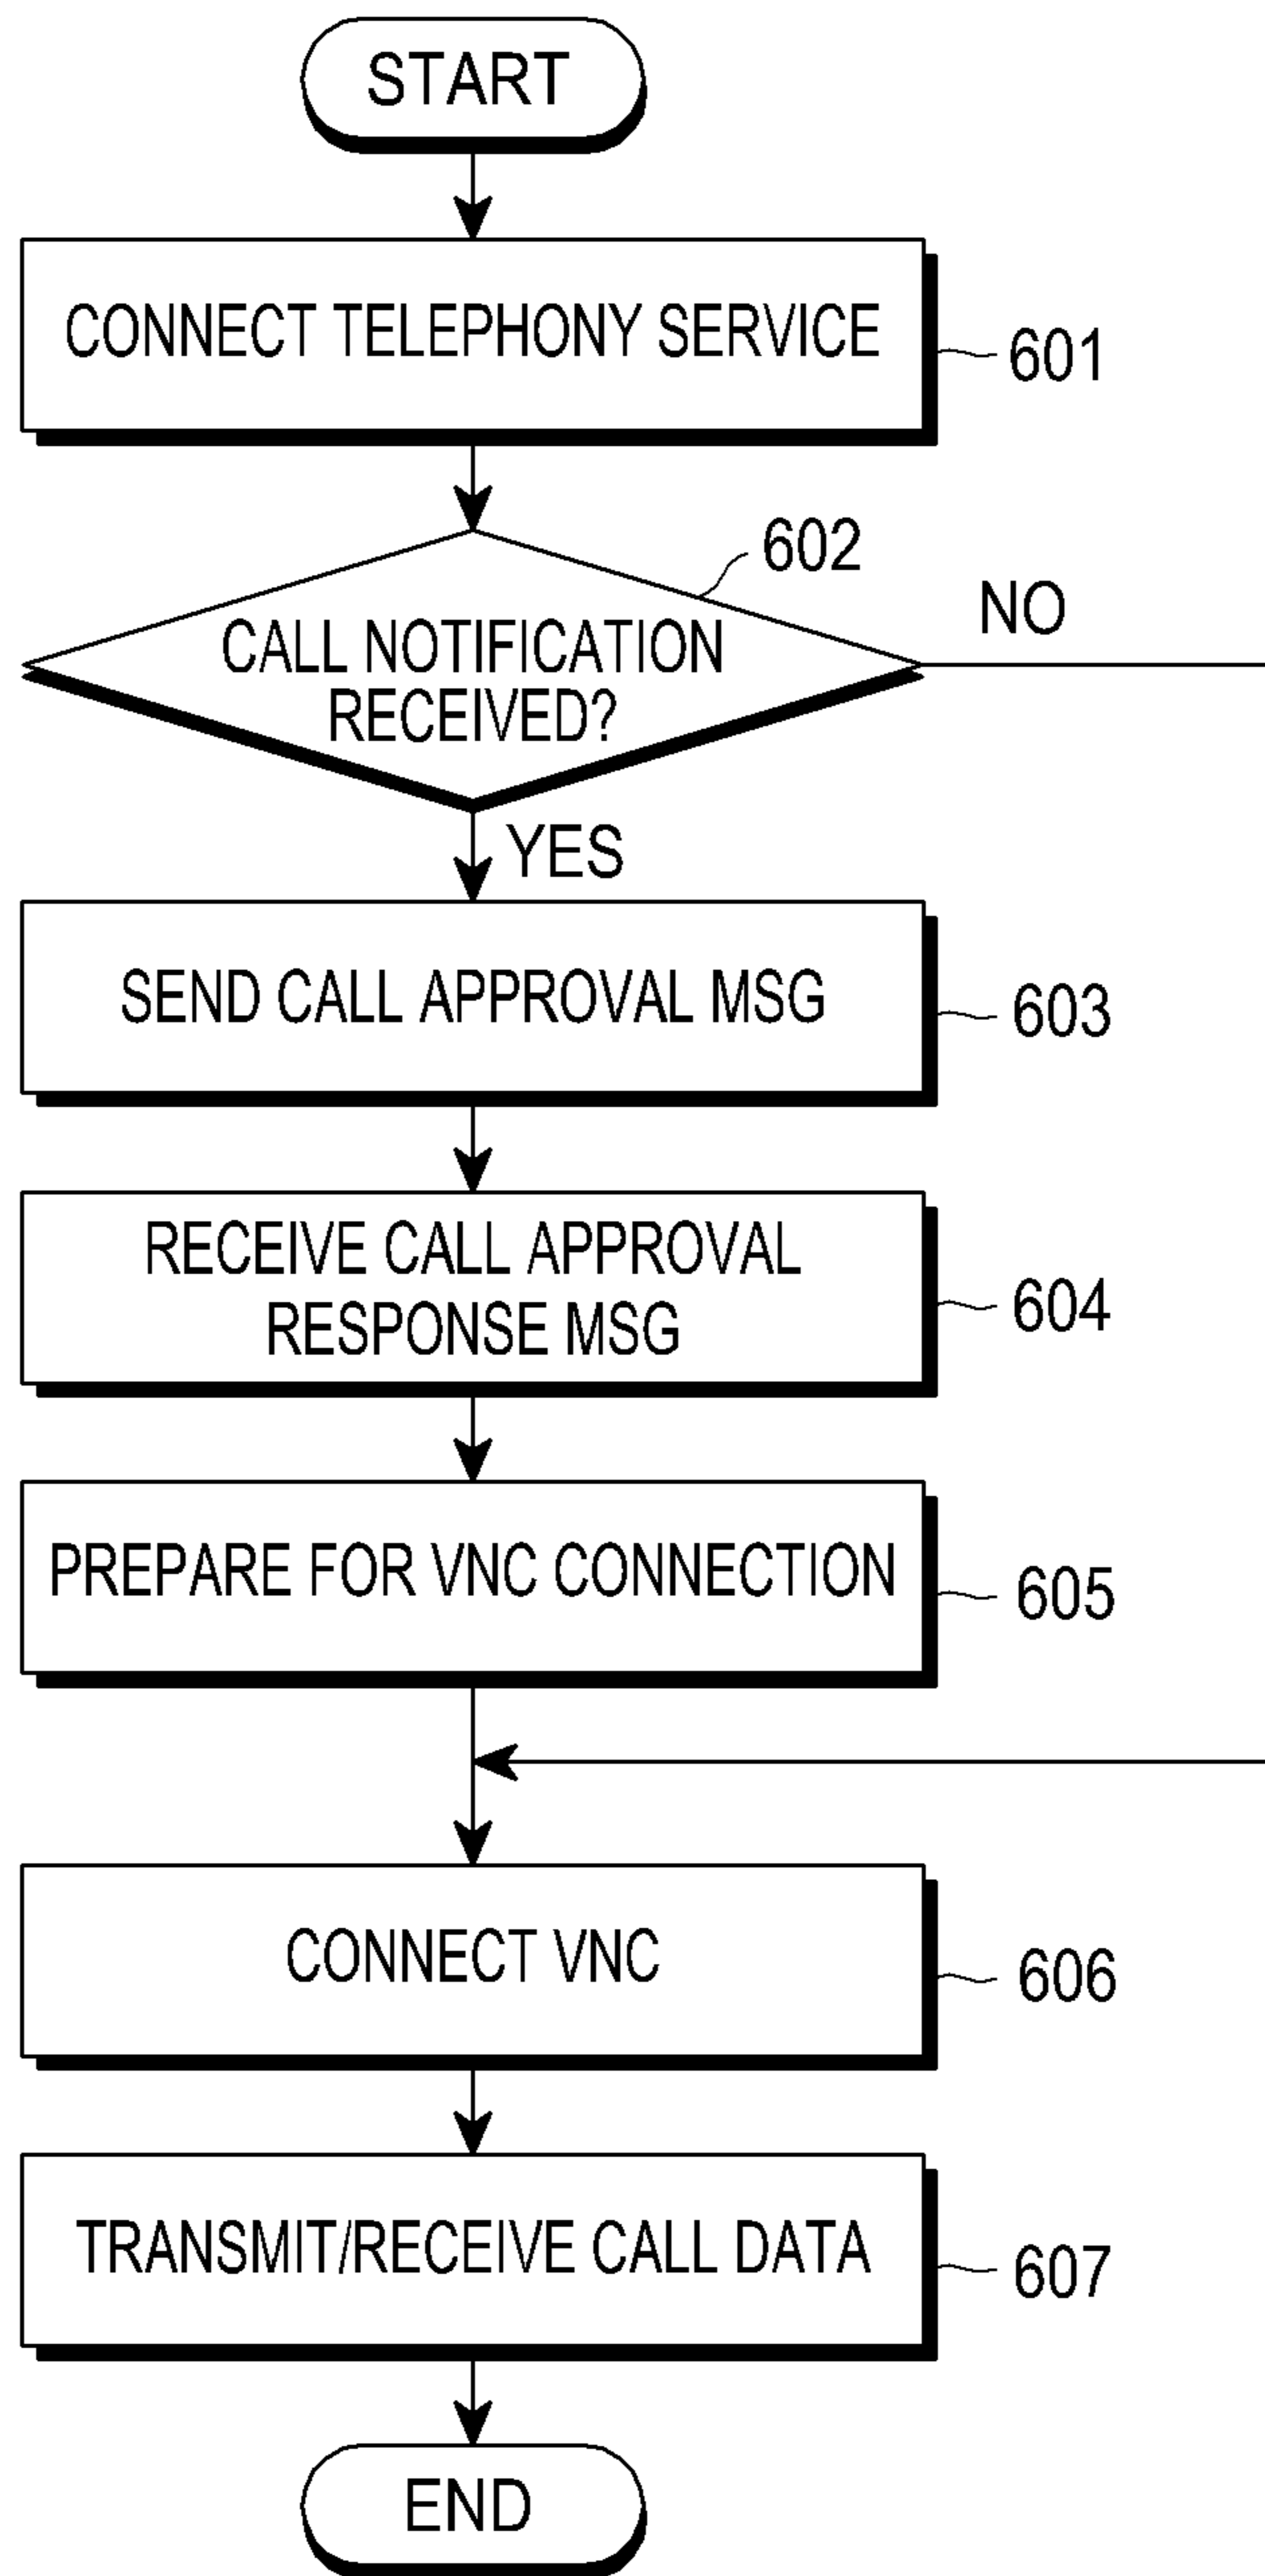 START
CONNECT TELEPHONY SERVICE
601
602
NO
CALL NOTIFICATION
RECEIVED?
YES
SEND CALL APPROVAL MSG
603
RECEIVE CALL APPROVAL
RESPONSE MSG
604
PREPARE FOR VNC CONNECTION
605
CONNECT VNC
606
TRANSMIT/RECEIVE CALL DATA
607
END